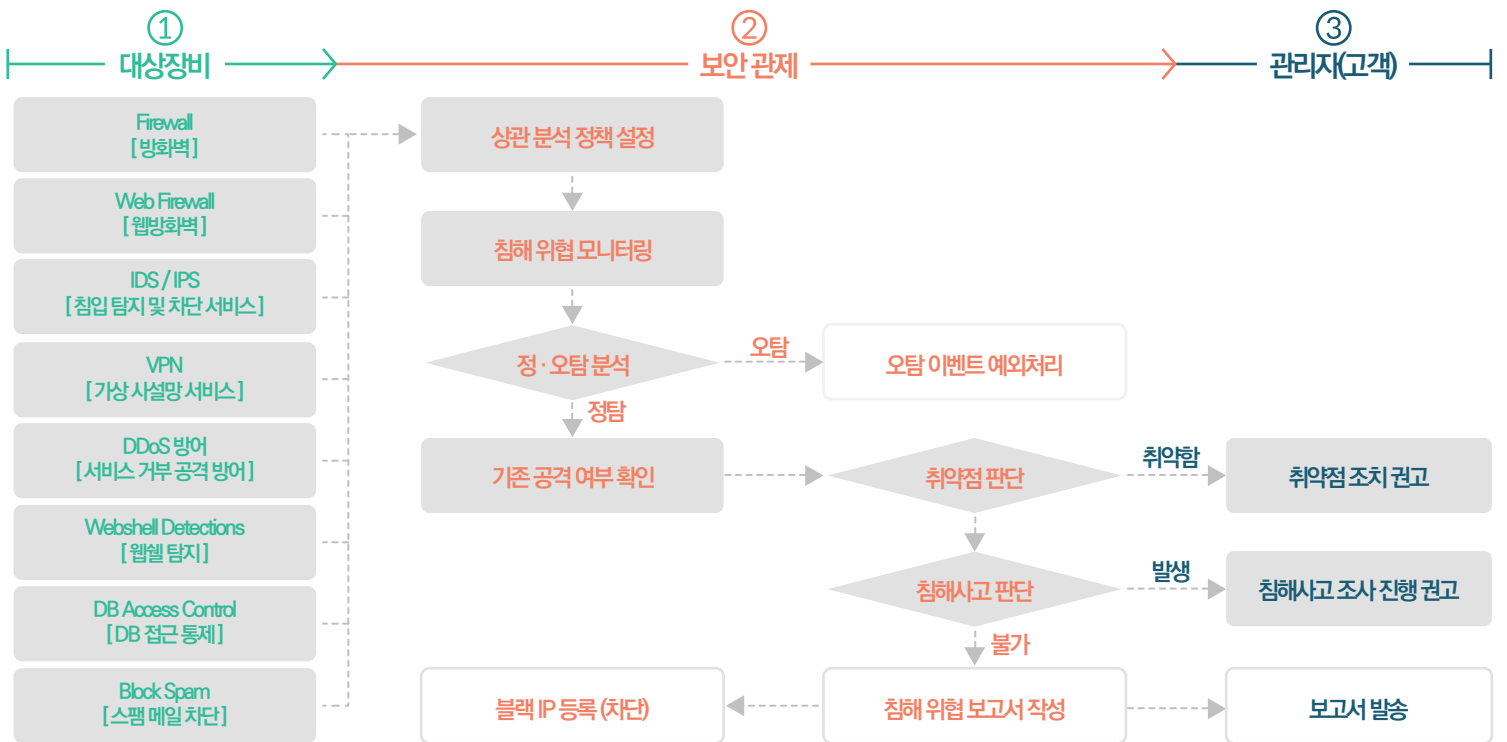 ①
대상장비
②
보안 관제
③
관리자(고객)
Firewall
[ 방화벽 ]
Web Firewall
[ 웹방화벽 ]
IDS / IPS
[ 침입 탐지 및 차단 서비스 ]
VPN
[ 가상 사설망 서비스 ]
DDoS 방어
[ 서비스 거부 공격 방어 ]
Webshell Detections
[ 웹쉘 탐지 ]
DB Access Control
[ DB 접근 통제 ]
Block Spam
[ 스팸 메일 차단 ]
상관 분석 정책 설정
침해 위협 모니터링
정 · 오탐 분석
오탐
오탐 이벤트 예외처리
정탐
기존 공격 여부 확인
취약점 판단
취약함
취약점 조치 권고
침해사고 판단
발생
침해사고 조사 진행 권고
불가
블랙 IP 등록 (차단)
침해 위협 보고서 작성
보고서 발송